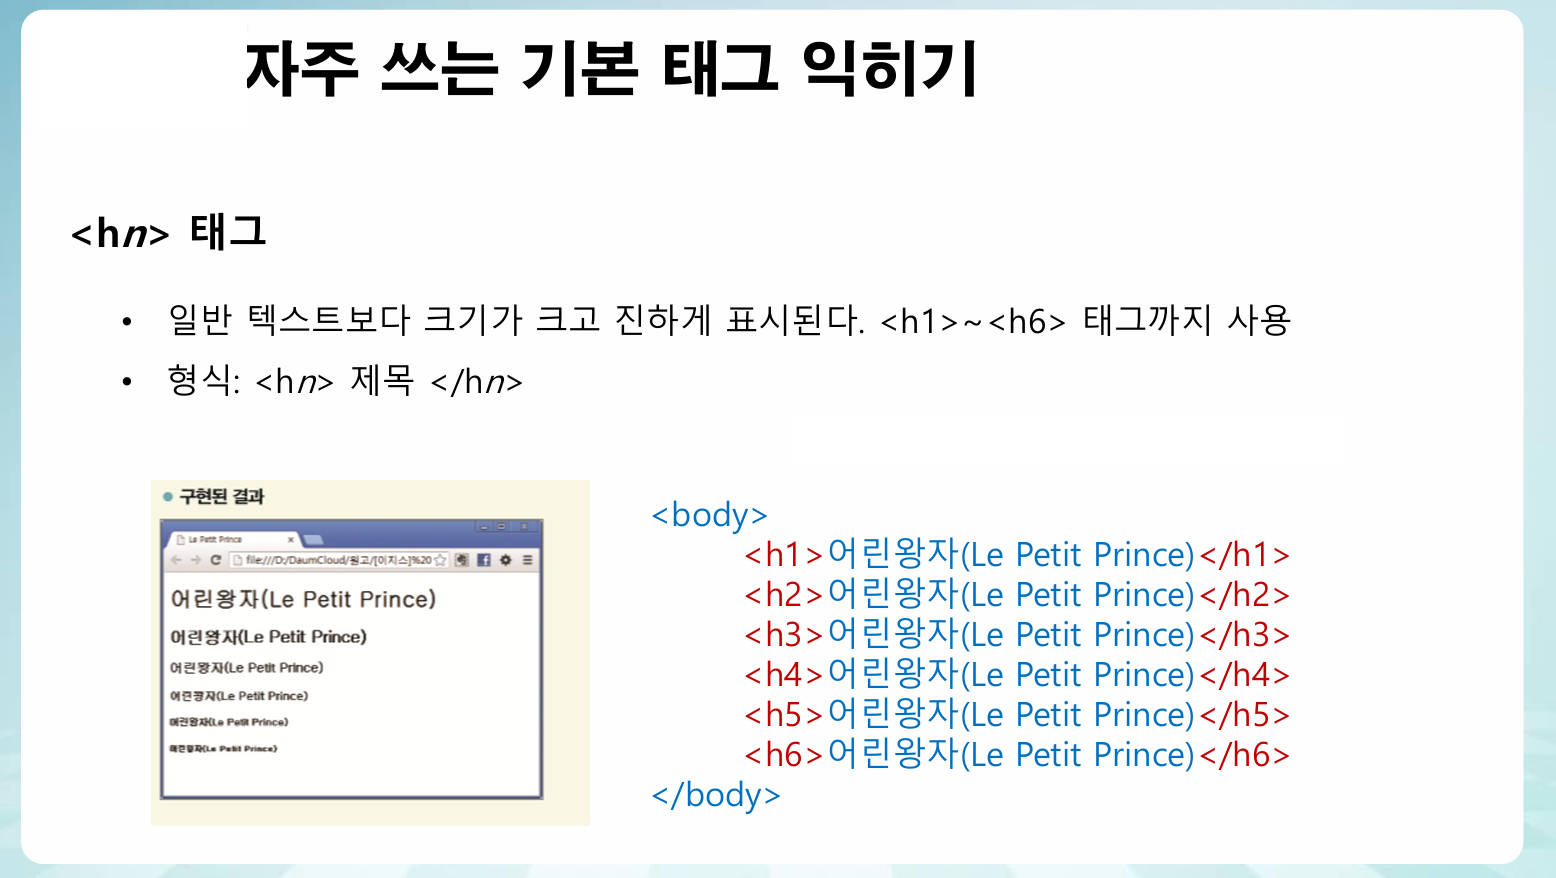 자주 쓰는 기본 태그 익히기
<hn> 태그
• 일반 텍스트보다 크기가 크고 진하게 표시된다. <h1>~<h6> 태그까지 사용
• 형식: <hn> 제목 </hn>
● 구현된 결과
Le Petit Prince
file:///D:/DaumCloud/원고/[이지스]%20
어린왕자(Le Petit Prince)
어린왕자(Le Petit Prince)
어린왕자(Le Petit Prince)
어린왕자(Le Petit Prince)
어린왕자(Le Petit Prince)
어린왕자(Le Petit Prince)
<body>
<h1>어린왕자(Le Petit Prince)</h1>
<h2>어린왕자(Le Petit Prince)</h2>
<h3>어린왕자(Le Petit Prince)</h3>
<h4>어린왕자(Le Petit Prince)</h4>
<h5>어린왕자(Le Petit Prince)</h5>
<h6>어린왕자(Le Petit Prince)</h6>
</body>